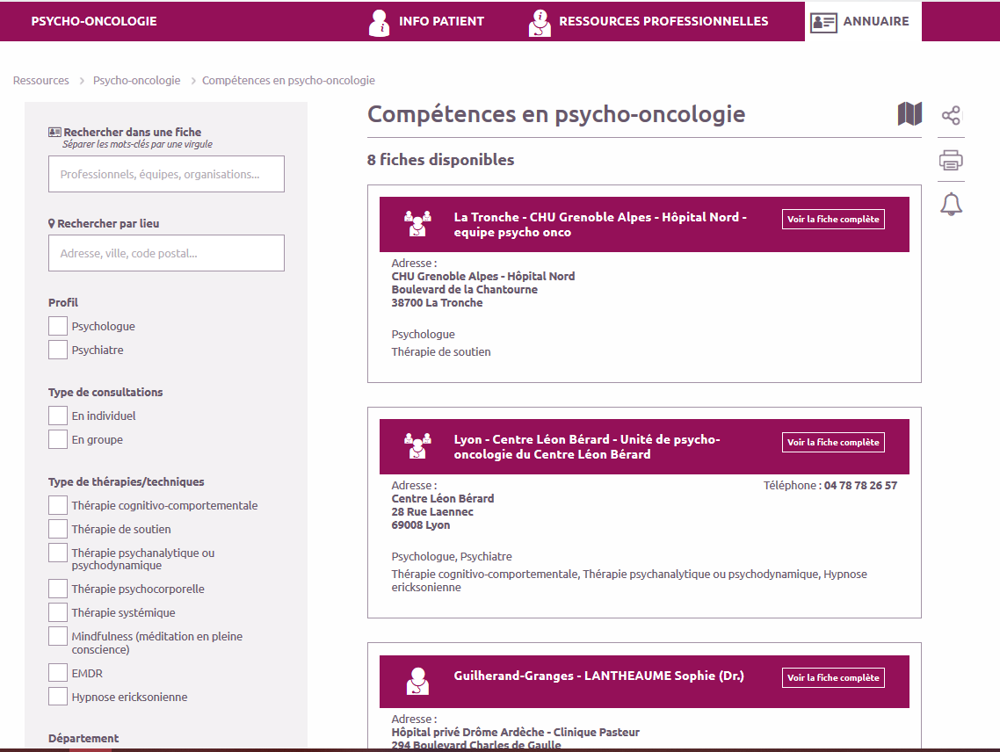 PSYCHO-ONCOLOGIE
INFO PATIENT
RESSOURCES PROFESSIONNELLES
ANNUAIRE
Ressources > Psycho-oncologie > Compétences en psycho-oncologie
Rechercher dans une fiche
Séparer les mots-clés par une virgule
Professionnels, équipes, organisations...
Rechercher par lieu
Adresse, ville, code postal...
Profil
Psychologue
Psychiatre
Type de consultations
En individuel
En groupe
Type de thérapies/techniques
Thérapie cognitivo-comportementale
Thérapie de soutien
Thérapie psychanalytique ou
psychodynamique
Thérapie psychocorporelle
Thérapie systémique
Mindfulness (méditation en pleine
conscience)
EMDR
Hypnose ericksonienne
Département
Compétences en psycho-oncologie
8 fiches disponibles
La Tronche - CHU Grenoble Alpes - Hôpital Nord -
equipe psycho onco
Voir la fiche complète
Adresse :
CHU Grenoble Alpes - Hôpital Nord
Boulevard de la Chantourne
38700 La Tronche
Psychologue
Thérapie de soutien
Lyon - Centre Léon Bérard - Unité de psycho-
oncologie du Centre Léon Bérard
Voir la fiche complète
Adresse :
Téléphone : 04 78 78 26 57
Centre Léon Bérard
28 Rue Laennec
69008 Lyon
Psychologue, Psychiatre
Thérapie cognitivo-comportementale, Thérapie psychanalytique ou psychodynamique, Hypnose
ericksonienne
Guilherand-Granges - LANTHEAUME Sophie (Dr.)
Voir la fiche complète
Adresse :
Hôpital privé Drôme Ardèche - Clinique Pasteur
294 Boulevard Charles de Gaulle